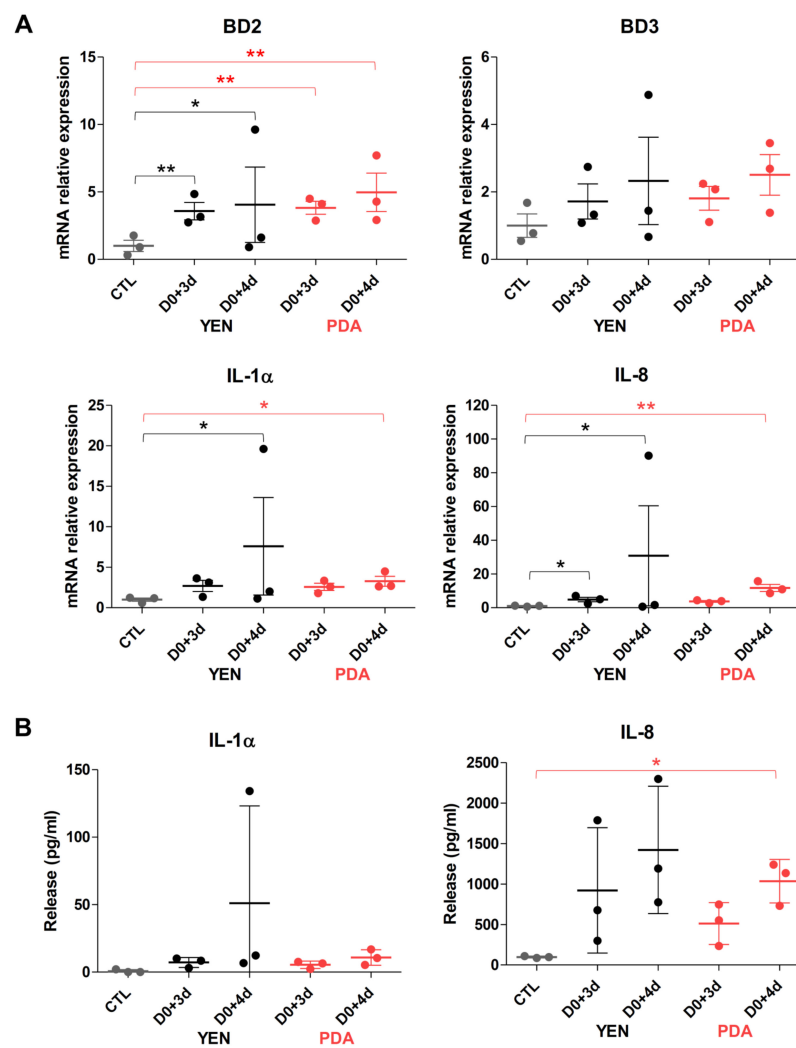 A
BD2
mRNA relative expression
15
10
5
0
**
**
*
**
CTL
D0+3d
D0+4d
D0+3d
D0+4d
YEN
PDA
BD3
mRNA relative expression
6
4
2
0
CTL
D0+3d
D0+4d
D0+3d
D0+4d
YEN
PDA
IL-1α
mRNA relative expression
25
20
15
10
5
0
*
*
CTL
D0+3d
D0+4d
D0+3d
D0+4d
YEN
PDA
IL-8
mRNA relative expression
120
100
80
60
40
20
0
**
*
*
CTL
D0+3d
D0+4d
D0+3d
D0+4d
YEN
PDA
B
IL-1α
Release (pg/ml)
150
100
50
0
CTL
D0+3d
D0+4d
D0+3d
D0+4d
YEN
PDA
IL-8
Release (pg/ml)
2500
2000
1500
1000
500
0
*
CTL
D0+3d
D0+4d
D0+3d
D0+4d
YEN
PDA